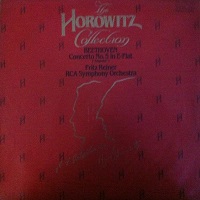 The
HOROWITZ
Collection
BEETHOVEN
Concerto No. 5 in E Flat
Fritz Reiner
RCA Symphony Orchestra